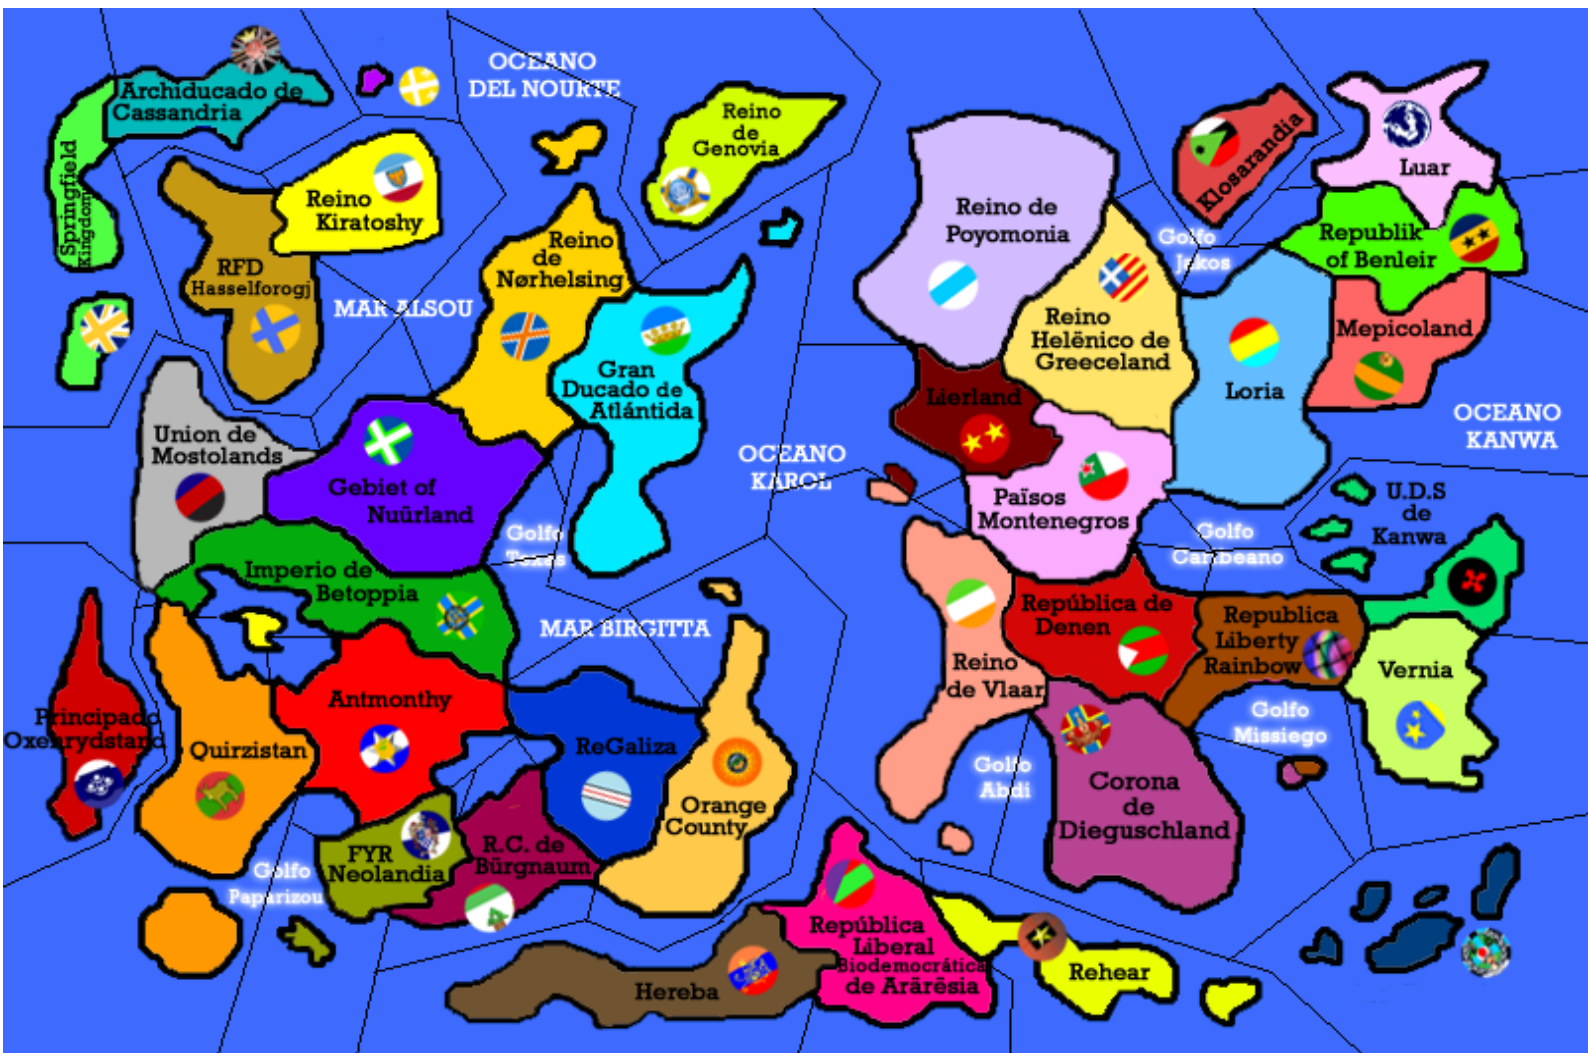 OCEANO
DEL NOURTE
Archiducado de
Cassandria
Springfield
Kingdom
Reino
Kiratoshy
RFD
Hasselforogj
MAR ALSOU
Reino
de
Genovia
Reino
de
Nørhelsing
Gran
Ducado de
Atlántida
Union de
Mostolands
Gebiet of
Nuürland
Golfo
Texas
OCEANO
KAROL
Imperio de
Betoppia
MAR BIRGITTA
Principado
Oxenrydstand
Quirzistan
Antmonthy
ReGaliza
Orange
County
FYR
Neolandia
R.C. de
Bürgnaum
Golfo
Paparizou
Hereba
República
Liberal
Biodemocrática
de Arärësia
Rehear
Reino de
Poyomonia
Golfo
Jakos
Klosarandia
Luar
Republik
of Benleir
Reino
Helënico de
Greeceland
Mepicoland
Loria
Lierland
OCEANO
KANWA
Països
Montenegros
U.D.S
de
Kanwa
Golfo
Caribeano
República de
Denen
Republica
Liberty
Rainbow
Reino
de Vlaar
Vernia
Golfo
Missiego
Golfo
Abdi
Corona
de
Dieguschland